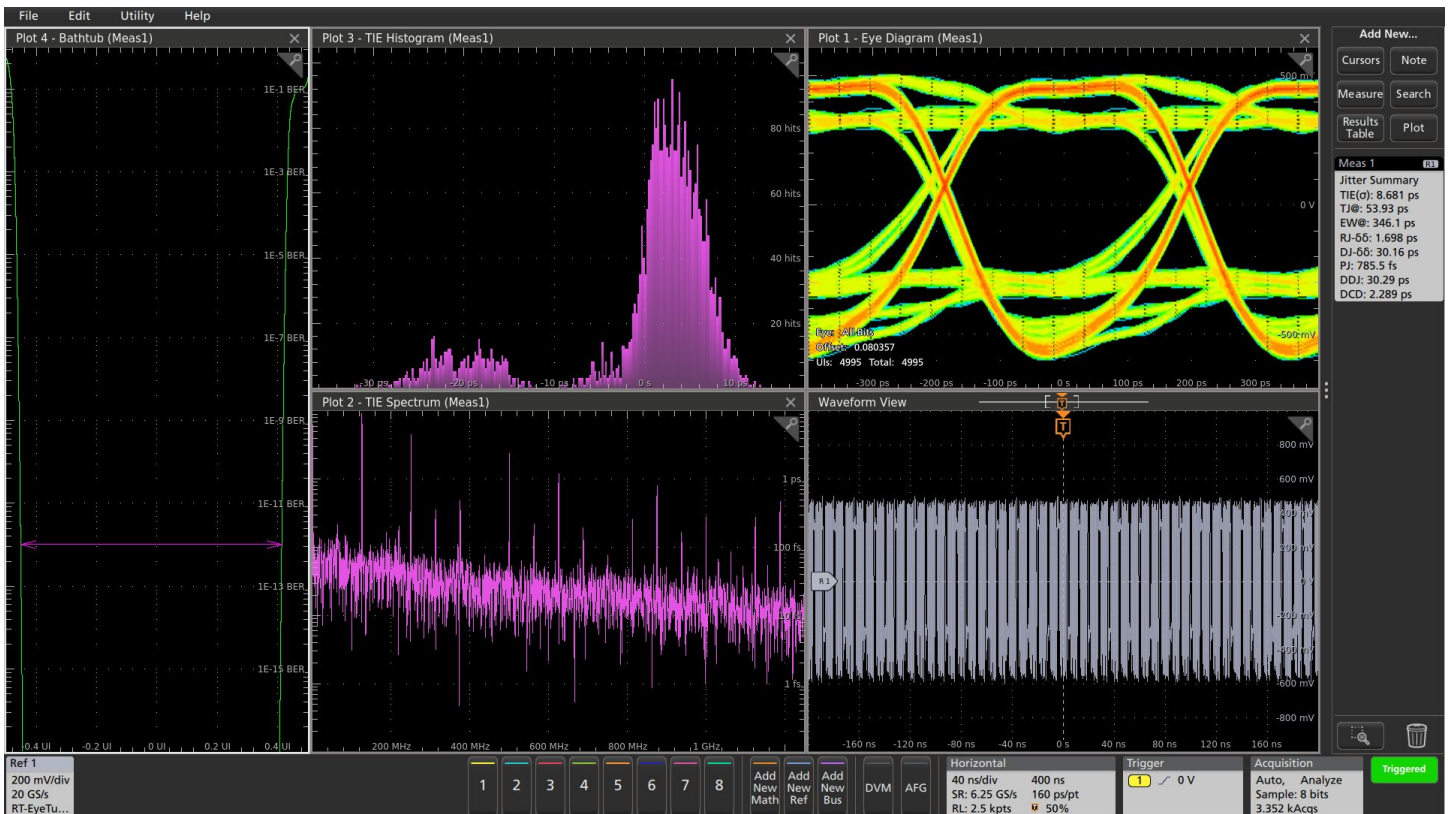 File Edit Utility Help
Plot 4 - Bathtub (Meas1)
1E-1 BER
1E-3 BER
1E-5 BER
1E-7 BER
1E-9 BER
1E-11 BER
1E-13 BER
1E-15 BER
-0.4 UI -0.2 UI 0 UI 0.2 UI 0.4 UI
Plot 3 - TIE Histogram (Meas1)
80 hits
60 hits
40 hits
20 hits
-30 ps -20 ps -10 ps 0 s 10 ps
Plot 1 - Eye Diagram (Meas1)
500 mV
0 V
-500 mV
Eye: All Bits
Offset: 0.080357
UIs: 4995 Total: 4995
-300 ps -200 ps -100 ps 0 s 100 ps 200 ps 300 ps
Plot 2 - TIE Spectrum (Meas1)
1 ps
100 fs
10 fs
1 fs
200 MHz 400 MHz 600 MHz 800 MHz 1 GHz
Waveform View
T
T
800 mV
600 mV
400 mV
200 mV
0 V
-200 mV
-400 mV
-600 mV
-800 mV
R1
-160 ns -120 ns -80 ns -40 ns 0 s 40 ns 80 ns 120 ns 160 ns
Add New...
Cursors Note
Measure Search
Results
Table
Plot
Meas 1 R1
Jitter Summary
TIE(σ): 8.681 ps
TJ@: 53.93 ps
EW@: 346.1 ps
RJ-δδ: 1.698 ps
DJ-δδ: 30.16 ps
PJ: 785.5 fs
DDJ: 30.29 ps
DCD: 2.289 ps
Ref 1
200 mV/div
20 GS/s
RT-EyeTu...
1 2 3 4 5 6 7 8
Add
New
Math
Add
New
Ref
Add
New
Bus
DVM
AFG
Horizontal
40 ns/div 400 ns
SR: 6.25 GS/s 160 ps/pt
RL: 2.5 kpts 50%
Trigger
1 0 V
Acquisition
Auto, Analyze
Sample: 8 bits
3.352 kAcqs
Triggered